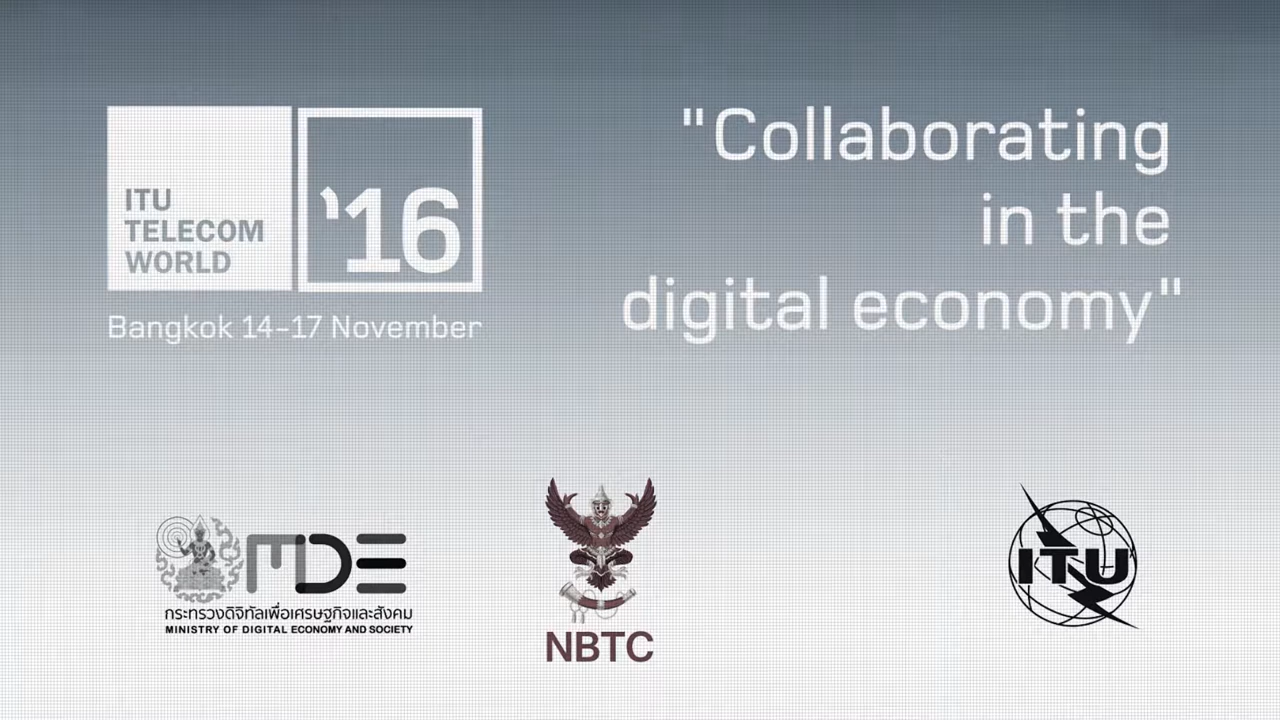 ITU
TELECOM
WORLD
'16
Bangkok 14-17 November
"Collaborating
in the
digital economy"
MDE
กระทรวงดิจิทัลเพื่อเศรษฐกิจและสังคม
MINISTRY OF DIGITAL ECONOMY AND SOCIETY
NBTC
ITU